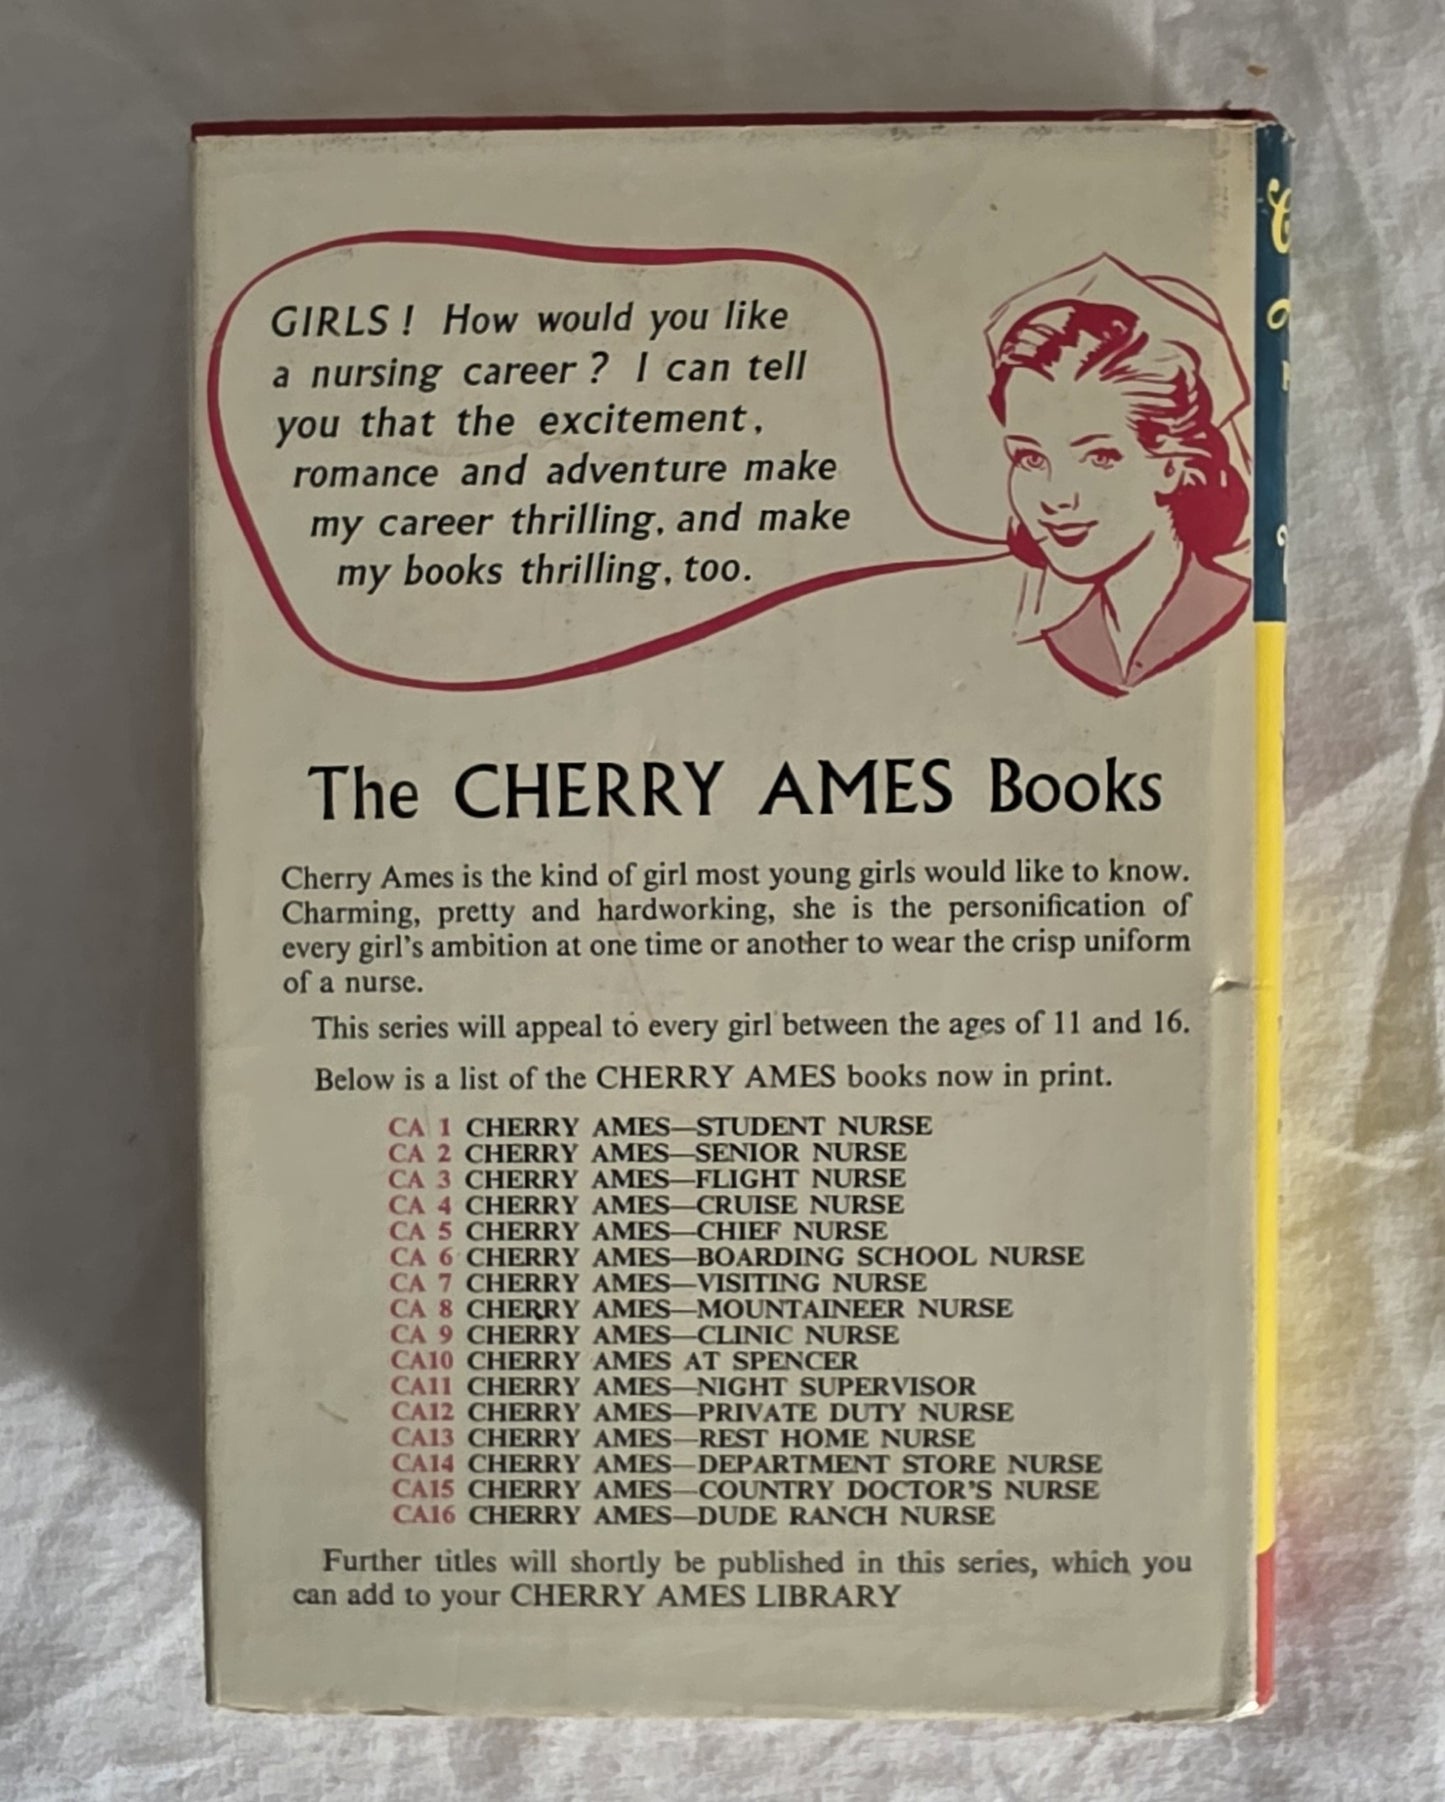 GIRLS! How would you like
a nursing career? I can tell
you that the excitement,
romance and adventure make
my career thrilling, and make
my books thrilling, too.
The CHERRY AMES Books
Cherry Ames is the kind of girl most young girls would like to know.
Charming, pretty and hardworking, she is the personification of
every girl's ambition at one time or another to wear the crisp uniform
of a nurse.
This series will appeal to every girl between the ages of 11 and 16.
Below is a list of the CHERRY AMES books now in print.
CA 1 CHERRY AMES—STUDENT NURSE
CA 2 CHERRY AMES—SENIOR NURSE
CA 3 CHERRY AMES—FLIGHT NURSE
CA 4 CHERRY AMES—CRUISE NURSE
CA 5 CHERRY AMES—CHIEF NURSE
CA 6 CHERRY AMES—BOARDING SCHOOL NURSE
CA 7 CHERRY AMES—VISITING NURSE
CA 8 CHERRY AMES—MOUNTAINEER NURSE
CA 9 CHERRY AMES—CLINIC NURSE
CA10 CHERRY AMES AT SPENCER
CA11 CHERRY AMES—NIGHT SUPERVISOR
CA12 CHERRY AMES—PRIVATE DUTY NURSE
CA13 CHERRY AMES—REST HOME NURSE
CA14 CHERRY AMES—DEPARTMENT STORE NURSE
CA15 CHERRY AMES—COUNTRY DOCTOR'S NURSE
CA16 CHERRY AMES—DUDE RANCH NURSE
Further titles will shortly be published in this series, which you
can add to your CHERRY AMES LIBRARY